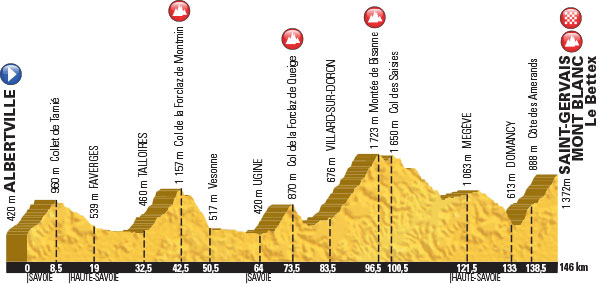 420 m ALBERTVILLE
960 m Collet de Tamié
539 m FAVERGES
460 m TALLOIRES
1 157 m Col de la Forclaz de Montmin
517 m Vesonne
420 m UGINE
870 m Col de la Forclaz de Queige
676 m VILLARD-SUR-DORON
1 723 m Montée de Bisanne
1 650 m Col des Saisies
1 063 m MEGÈVE
613 m DOMANCY
888 m Côte des Amerands
1 372m SAINT-GERVAIS
MONT BLANC
Le Bettex
0 8,5 19 32,5 42,5 50,5 64 73,5 83,5 96,5 100,5 121,5 133 138,5 146 km
SAVOIE HAUTE-SAVOIE SAVOIE HAUTE-SAVOIE